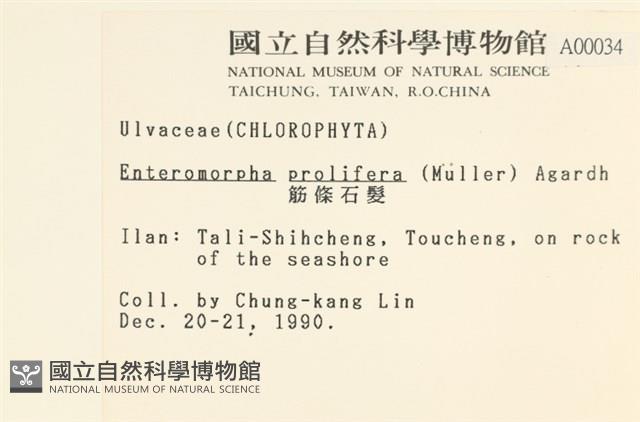 國立自然科學博物館 A00034
NATIONAL MUSEUM OF NATURAL SCIENCE
TAICHUNG, TAIWAN, R.O.CHINA
Ulvaceae(CHLOROPHYTA)
Enteromorpha prolifera (Müller) Agardh
筋條石髮
Ilan: Tali-Shihcheng, Toucheng, on rock
of the seashore
Coll. by Chung-kang Lin
Dec. 20-21, 1990.
國立自然科學博物館
NATIONAL MUSEUM OF NATURAL SCIENCE